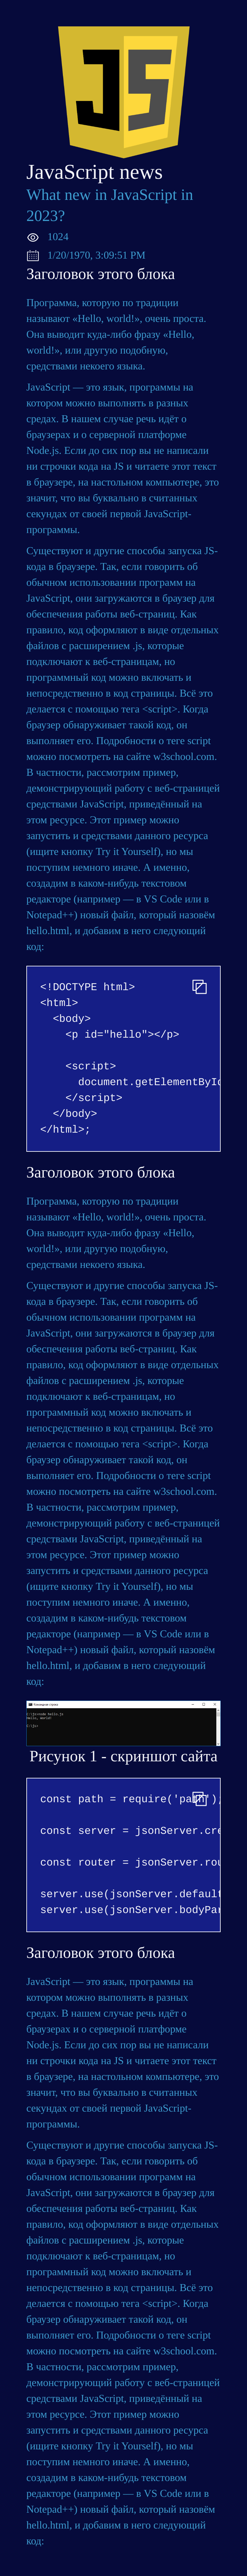 JS
JavaScript news
What new in JavaScript in
2023?
1024
1/20/1970, 3:09:51 PM
Заголовок этого блока
Программа, которую по традиции
называют «Hello, world!», очень проста.
Она выводит куда-либо фразу «Hello,
world!», или другую подобную,
средствами некоего языка.
JavaScript — это язык, программы на
котором можно выполнять в разных
средах. В нашем случае речь идёт о
браузерах и о серверной платформе
Node.js. Если до сих пор вы не написали
ни строчки кода на JS и читаете этот текст
в браузере, на настольном компьютере, это
значит, что вы буквально в считанных
секундах от своей первой JavaScript-
программы.
Существуют и другие способы запуска JS-
кода в браузере. Так, если говорить об
обычном использовании программ на
JavaScript, они загружаются в браузер для
обеспечения работы веб-страниц. Как
правило, код оформляют в виде отдельных
файлов с расширением .js, которые
подключают к веб-страницам, но
программный код можно включать и
непосредственно в код страницы. Всё это
делается с помощью тега <script>. Когда
браузер обнаруживает такой код, он
выполняет его. Подробности о теге script
можно посмотреть на сайте w3school.com.
В частности, рассмотрим пример,
демонстрирующий работу с веб-страницей
средствами JavaScript, приведённый на
этом ресурсе. Этот пример можно
запустить и средствами данного ресурса
(ищите кнопку Try it Yourself), но мы
поступим немного иначе. А именно,
создадим в каком-нибудь текстовом
редакторе (например — в VS Code или в
Notepad++) новый файл, который назовём
hello.html, и добавим в него следующий
код:
<!DOCTYPE html>
<html>
<body>
<p id="hello"></p>
<script>
document.getElementById
</script>
</body>
</html>;
Заголовок этого блока
Программа, которую по традиции
называют «Hello, world!», очень проста.
Она выводит куда-либо фразу «Hello,
world!», или другую подобную,
средствами некоего языка.
Существуют и другие способы запуска JS-
кода в браузере. Так, если говорить об
обычном использовании программ на
JavaScript, они загружаются в браузер для
обеспечения работы веб-страниц. Как
правило, код оформляют в виде отдельных
файлов с расширением .js, которые
подключают к веб-страницам, но
программный код можно включать и
непосредственно в код страницы. Всё это
делается с помощью тега <script>. Когда
браузер обнаруживает такой код, он
выполняет его. Подробности о теге script
можно посмотреть на сайте w3school.com.
В частности, рассмотрим пример,
демонстрирующий работу с веб-страницей
средствами JavaScript, приведённый на
этом ресурсе. Этот пример можно
запустить и средствами данного ресурса
(ищите кнопку Try it Yourself), но мы
поступим немного иначе. А именно,
создадим в каком-нибудь текстовом
редакторе (например — в VS Code или в
Notepad++) новый файл, который назовём
hello.html, и добавим в него следующий
код:
Рисунок 1 - скриншот сайта
const path = require('path');
const server = jsonServer.cre
const router = jsonServer.rou
server.use(jsonServer.default
server.use(jsonServer.bodyPar
Заголовок этого блока
JavaScript — это язык, программы на
котором можно выполнять в разных
средах. В нашем случае речь идёт о
браузерах и о серверной платформе
Node.js. Если до сих пор вы не написали
ни строчки кода на JS и читаете этот текст
в браузере, на настольном компьютере, это
значит, что вы буквально в считанных
секундах от своей первой JavaScript-
программы.
Существуют и другие способы запуска JS-
кода в браузере. Так, если говорить об
обычном использовании программ на
JavaScript, они загружаются в браузер для
обеспечения работы веб-страниц. Как
правило, код оформляют в виде отдельных
файлов с расширением .js, которые
подключают к веб-страницам, но
программный код можно включать и
непосредственно в код страницы. Всё это
делается с помощью тега <script>. Когда
браузер обнаруживает такой код, он
выполняет его. Подробности о теге script
можно посмотреть на сайте w3school.com.
В частности, рассмотрим пример,
демонстрирующий работу с веб-страницей
средствами JavaScript, приведённый на
этом ресурсе. Этот пример можно
запустить и средствами данного ресурса
(ищите кнопку Try it Yourself), но мы
поступим немного иначе. А именно,
создадим в каком-нибудь текстовом
редакторе (например — в VS Code или в
Notepad++) новый файл, который назовём
hello.html, и добавим в него следующий
код: